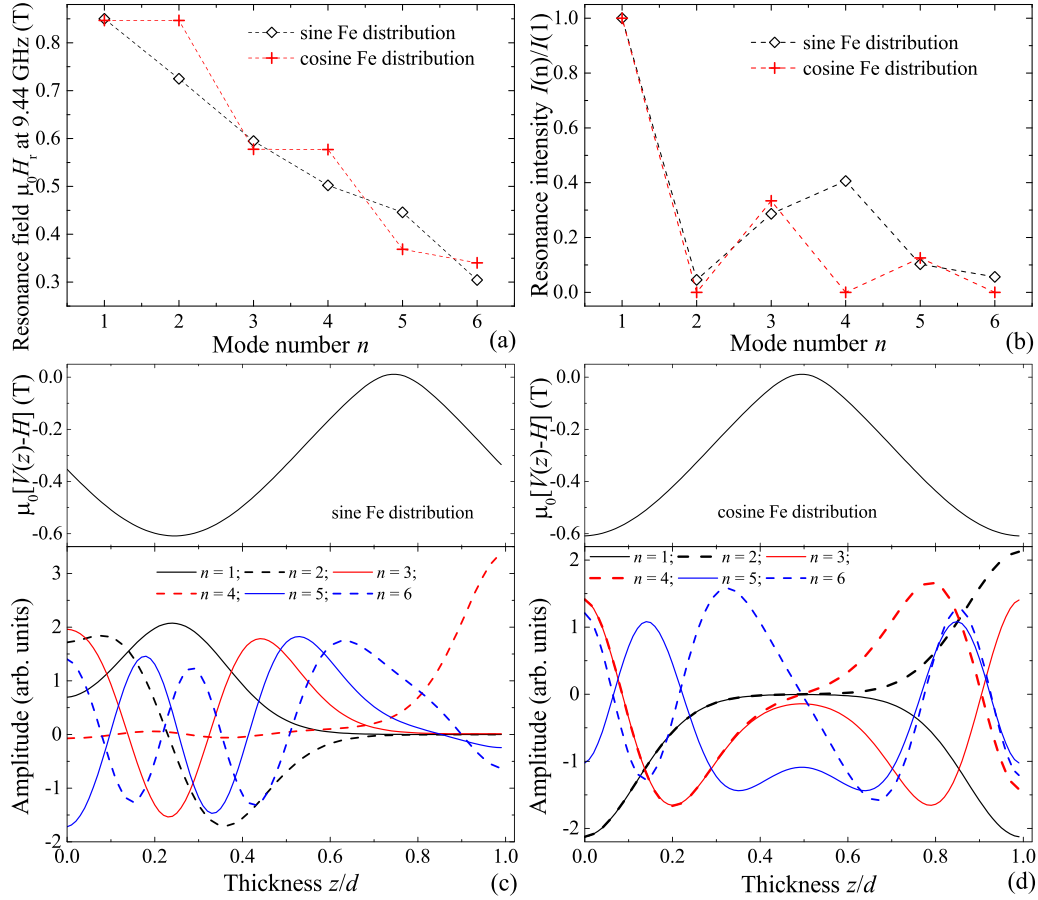 Resonance field μ₀Hᵣ at 9.44 GHz (T)
0.8
0.7
0.6
0.5
0.4
0.3
sine Fe distribution
cosine Fe distribution
1 2 3 4 5 6
Mode number n
(a)
Resonance intensity I(n)/I(1)
1.0
0.8
0.6
0.4
0.2
0.0
sine Fe distribution
cosine Fe distribution
1 2 3 4 5 6
Mode number n
(b)
μ₀[V(z)-H] (T)
0.0
-0.2
-0.4
-0.6
sine Fe distribution
μ₀[V(z)-H] (T)
0.0
-0.2
-0.4
-0.6
cosine Fe distribution
Amplitude (arb. units)
3
2
1
0
-1
-2
n = 1; n = 2; n = 3;
n = 4; n = 5; n = 6
0.0 0.2 0.4 0.6 0.8 1.0
Thickness z/d
(c)
Amplitude (arb. units)
2
1
0
-1
-2
n = 1; n = 2; n = 3;
n = 4; n = 5; n = 6
0.0 0.2 0.4 0.6 0.8 1.0
Thickness z/d
(d)